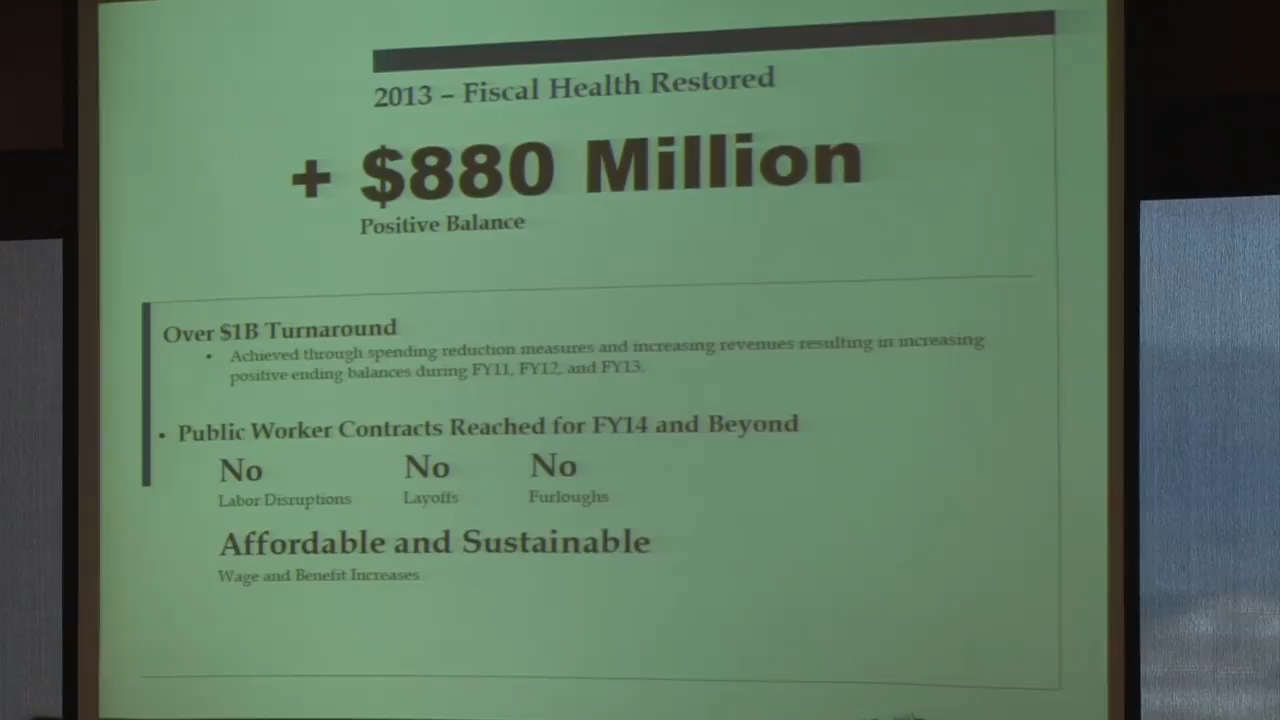 2013 – Fiscal Health Restored
+ $880 Million
Positive Balance
Over $1B Turnaround
• Achieved through spending reduction measures and increasing revenues resulting in increasing
positive ending balances during FY11, FY12, and FY13.
• Public Worker Contracts Reached for FY14 and Beyond
No No No
Labor Disruptions Layoffs Furloughs
Affordable and Sustainable
Wage and Benefit Increases